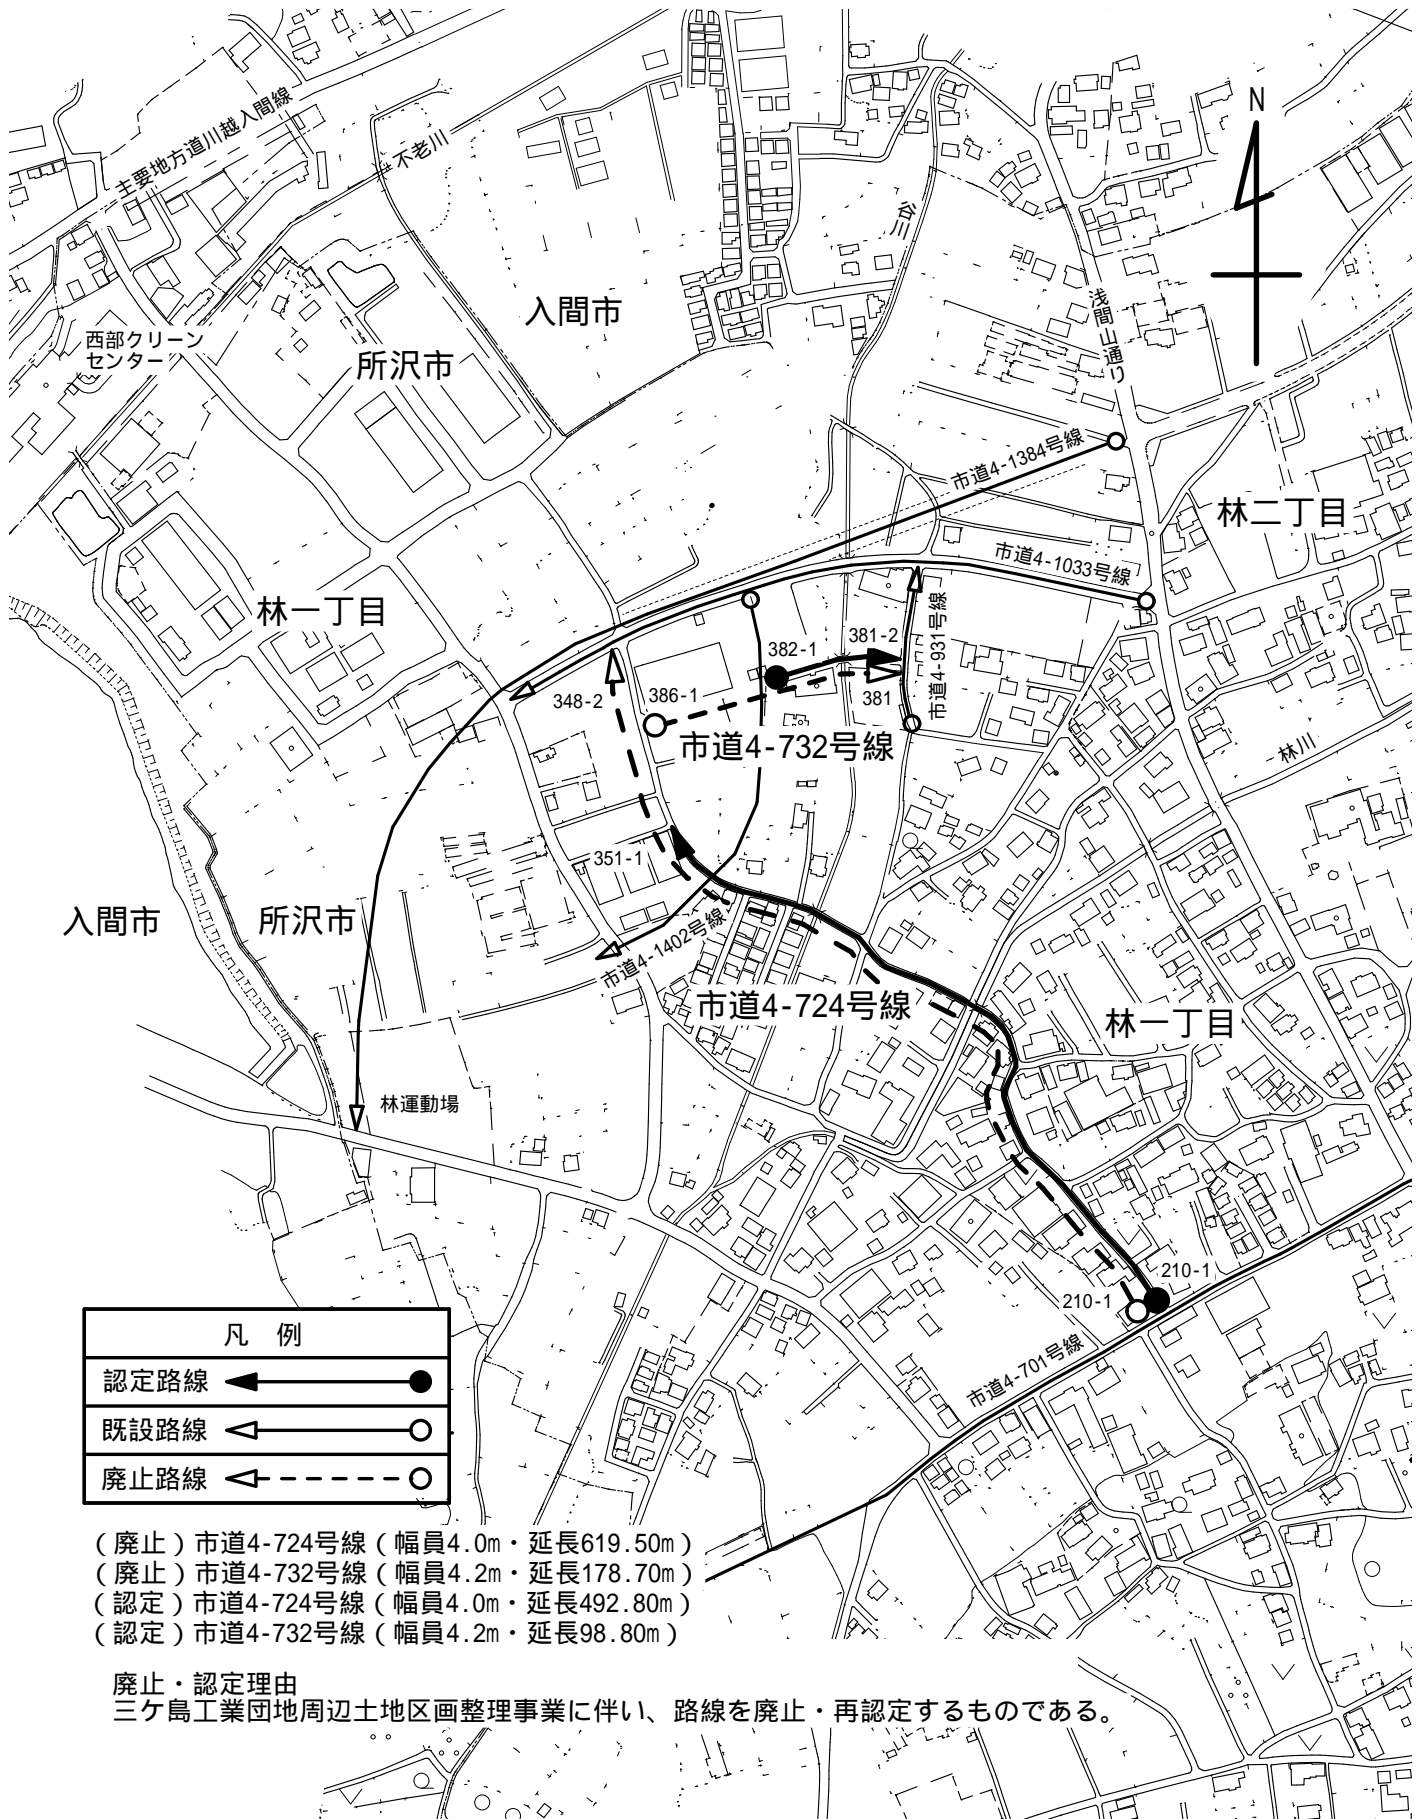 N
主要地方道川越入間線
不老川
谷川
浅間山通り
入間市
西部クリーン
センター
所沢市
市道4-1384号線
林二丁目
市道4-1033号線
林一丁目
市道4-931号線
382-1
381-2
381
348-2
386-1
市道4-732号線
林川
351-1
入間市
所沢市
市道4-1402号線
市道4-724号線
林一丁目
林運動場
210-1
210-1
市道4-701号線
凡 例
認定路線
既設路線
廃止路線
(廃止)市道4-724号線(幅員4.0m・延長619.50m)
(廃止)市道4-732号線(幅員4.2m・延長178.70m)
(認定)市道4-724号線(幅員4.0m・延長492.80m)
(認定)市道4-732号線(幅員4.2m・延長98.80m)
廃止・認定理由
三ケ島工業団地周辺土地区画整理事業に伴い、路線を廃止・再認定するものである。